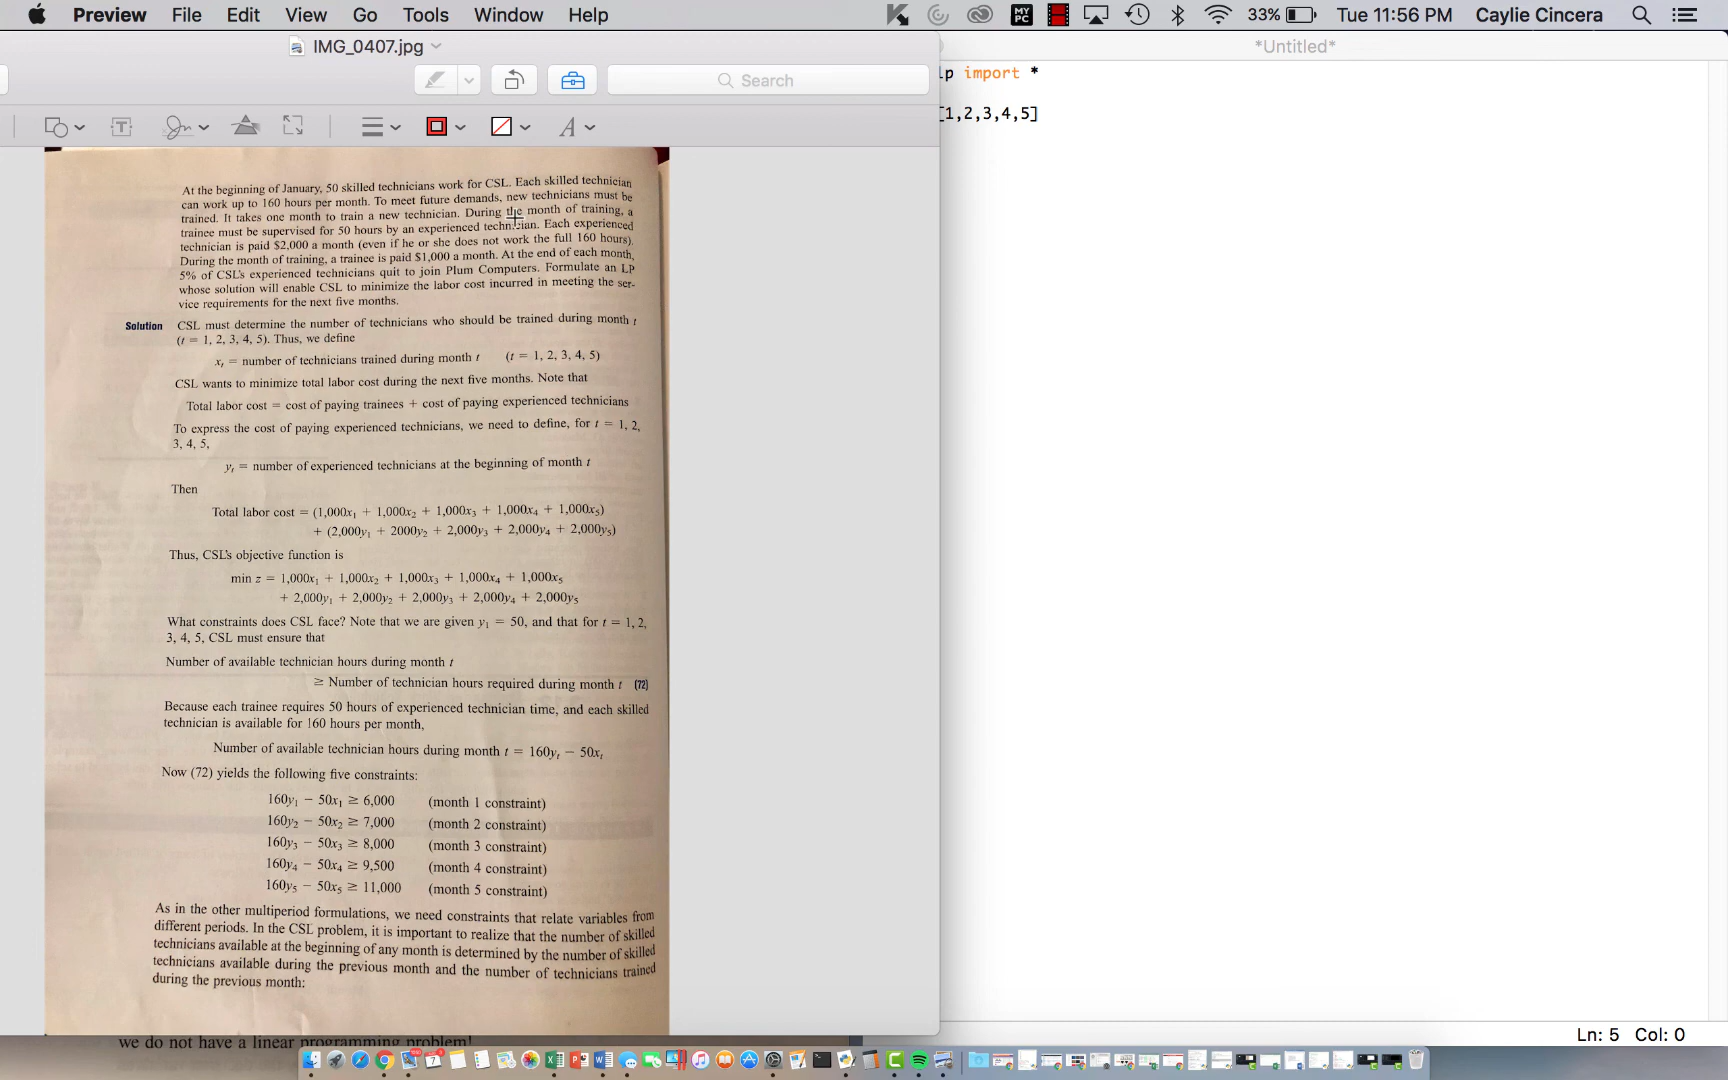 Preview File Edit View Go Tools Window Help
MY PC
33% Tue 11:56 PM Caylie Cincera
IMG_0407.jpg
Search
*Untitled*
lp import *
[1,2,3,4,5]
At the beginning of January, 50 skilled technicians work for CSL. Each skilled technician
can work up to 160 hours per month. To meet future demands, new technicians must be
trained. It takes one month to train a new technician. During the month of training, a
trainee must be supervised for 50 hours by an experienced technician. Each experienced
technician is paid $2,000 a month (even if he or she does not work the full 160 hours).
During the month of training, a trainee is paid $1,000 a month. At the end of each month,
5% of CSL's experienced technicians quit to join Plum Computers. Formulate an LP
whose solution will enable CSL to minimize the labor cost incurred in meeting the ser-
vice requirements for the next five months.
Solution CSL must determine the number of technicians who should be trained during month t
(t = 1, 2, 3, 4, 5). Thus, we define
xₜ = number of technicians trained during month t (t = 1, 2, 3, 4, 5)
CSL wants to minimize total labor cost during the next five months. Note that
Total labor cost = cost of paying trainees + cost of paying experienced technicians
To express the cost of paying experienced technicians, we need to define, for t = 1, 2,
3, 4, 5,
yₜ = number of experienced technicians at the beginning of month t
Then
Total labor cost = (1,000x₁ + 1,000x₂ + 1,000x₃ + 1,000x₄ + 1,000x₅)
+ (2,000y₁ + 2000y₂ + 2,000y₃ + 2,000y₄ + 2,000y₅)
Thus, CSL's objective function is
min z = 1,000x₁ + 1,000x₂ + 1,000x₃ + 1,000x₄ + 1,000x₅
+ 2,000y₁ + 2,000y₂ + 2,000y₃ + 2,000y₄ + 2,000y₅
What constraints does CSL face? Note that we are given y₁ = 50, and that for t = 1, 2,
3, 4, 5, CSL must ensure that
Number of available technician hours during month t
≥ Number of technician hours required during month t (72)
Because each trainee requires 50 hours of experienced technician time, and each skilled
technician is available for 160 hours per month,
Number of available technician hours during month t = 160yₜ − 50xₜ
Now (72) yields the following five constraints:
160y₁ − 50x₁ ≥ 6,000 (month 1 constraint)
160y₂ − 50x₂ ≥ 7,000 (month 2 constraint)
160y₃ − 50x₃ ≥ 8,000 (month 3 constraint)
160y₄ − 50x₄ ≥ 9,500 (month 4 constraint)
160y₅ − 50x₅ ≥ 11,000 (month 5 constraint)
As in the other multiperiod formulations, we need constraints that relate variables from
different periods. In the CSL problem, it is important to realize that the number of skilled
technicians available at the beginning of any month is determined by the number of skilled
technicians available during the previous month and the number of technicians trained
during the previous month:
we do not have a linear programming problem!
Ln: 5 Col: 0